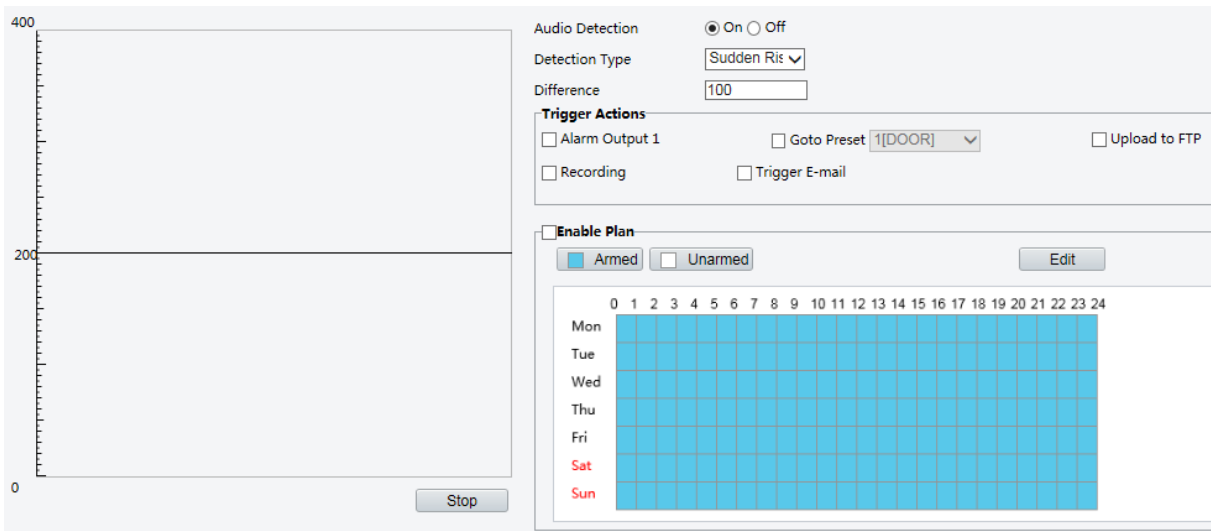 400
200
0
Stop
Audio Detection On Off
Detection Type Sudden Ris
Difference 100
Trigger Actions
Alarm Output 1 Goto Preset 1[DOOR] Upload to FTP
Recording Trigger E-mail
Enable Plan
Armed Unarmed Edit
0 1 2 3 4 5 6 7 8 9 10 11 12 13 14 15 16 17 18 19 20 21 22 23 24
Mon
Tue
Wed
Thu
Fri
Sat
Sun